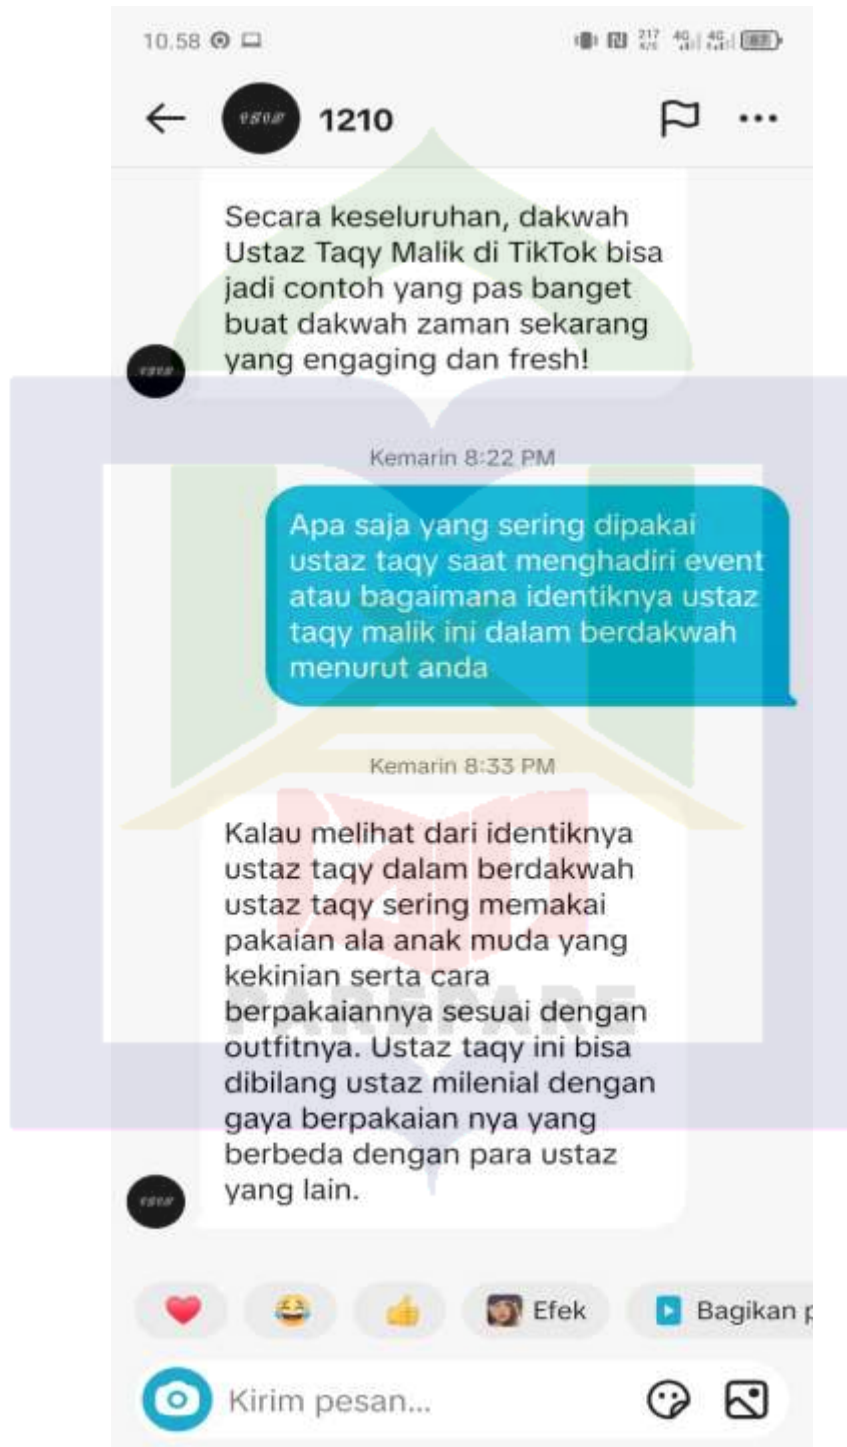 10.58
217
K/S
4G
4G
1210
Secara keseluruhan, dakwah
Ustaz Taqy Malik di TikTok bisa
jadi contoh yang pas banget
buat dakwah zaman sekarang
yang engaging dan fresh!
Kemarin 8:22 PM
Apa saja yang sering dipakai
ustaz taqy saat menghadiri event
atau bagaimana identiknya ustaz
taqy malik ini dalam berdakwah
menurut anda
Kemarin 8:33 PM
Kalau melihat dari identiknya
ustaz taqy dalam berdakwah
ustaz taqy sering memakai
pakaian ala anak muda yang
kekinian serta cara
berpakaiannya sesuai dengan
outfitnya. Ustaz taqy ini bisa
dibilang ustaz milenial dengan
gaya berpakaian nya yang
berbeda dengan para ustaz
yang lain.
PAREPARE
Efek
Bagikan p
Kirim pesan...